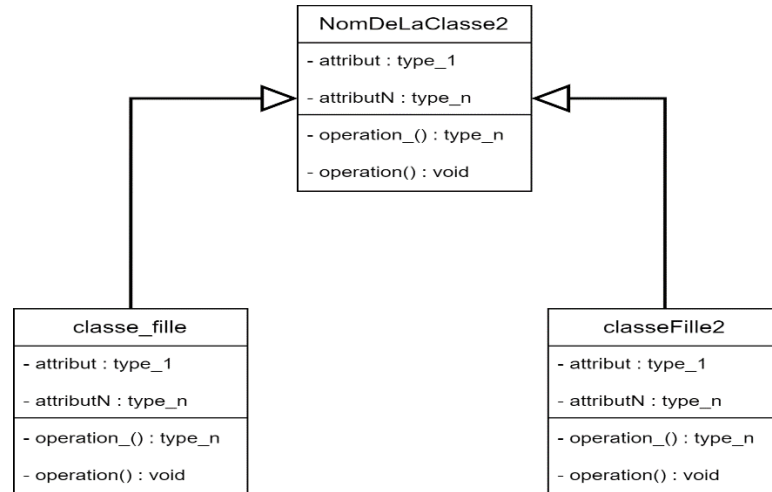 NomDeLaClasse2
- attribut : type_1
- attributN : type_n
- operation_() : type_n
- operation() : void
classe_fille
- attribut : type_1
- attributN : type_n
- operation_() : type_n
- operation() : void
classeFille2
- attribut : type_1
- attributN : type_n
- operation_() : type_n
- operation() : void